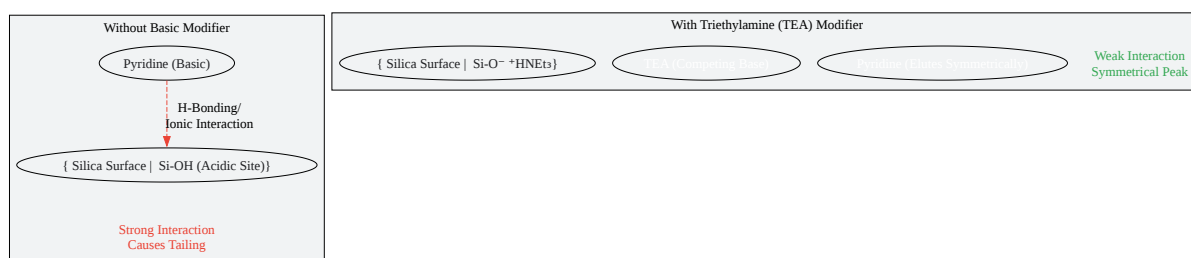 Without Basic Modifier
Pyridine (Basic)
H-Bonding/
Ionic Interaction
{ Silica Surface | Si-OH (Acidic Site)}
Strong Interaction
Causes Tailing
With Triethylamine (TEA) Modifier
{ Silica Surface | Si-O⁻ ⁺HNEt₃}
TEA (Competing Base)
Pyridine (Elutes Symmetrically)
Weak Interaction
Symmetrical Peak